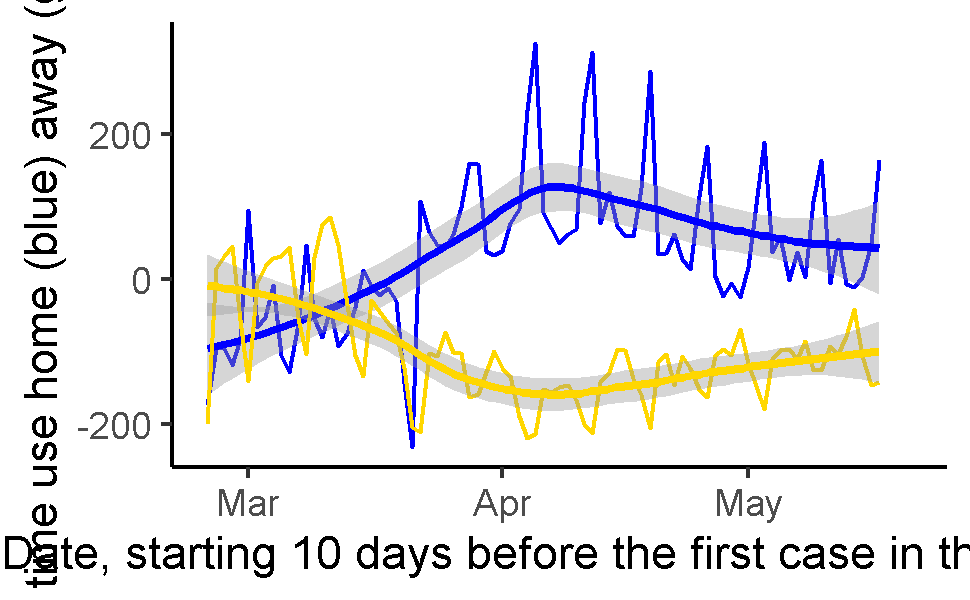 time use home (blue) away (
200
0
-200
Mar Apr May
Date, starting 10 days before the first case in th